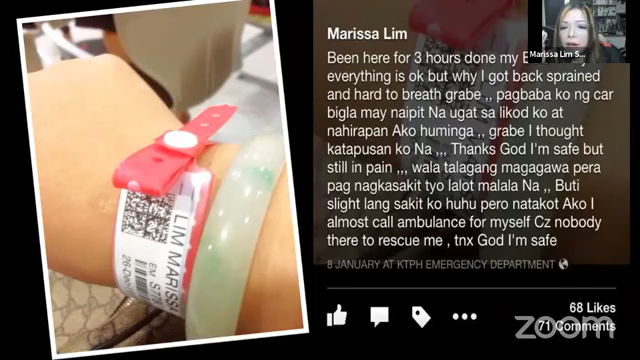 Marissa Lim
Been here for 3 hours done my
everything is ok but why I got back sprained
and hard to breath grabe ,, pagbaba ko ng car
bigla may naipit Na ugat sa likod ko at
nahirapan Ako huminga ,, grabe I thought
katapusan ko Na ,,, Thanks God I'm safe but
still in pain ,,, wala talagang magagawa pera
pag nagkasakit tyo lalot malala Na ,, Buti
slight lang sakit ko huhu pero natakot Ako I
almost call ambulance for myself Cz nobody
there to rescue me , tnx God I'm safe
8 JANUARY AT KTPH EMERGENCY DEPARTMENT
68 Likes
71 Comments
Marissa Lim S...
zoom
LIM MARISS
EM